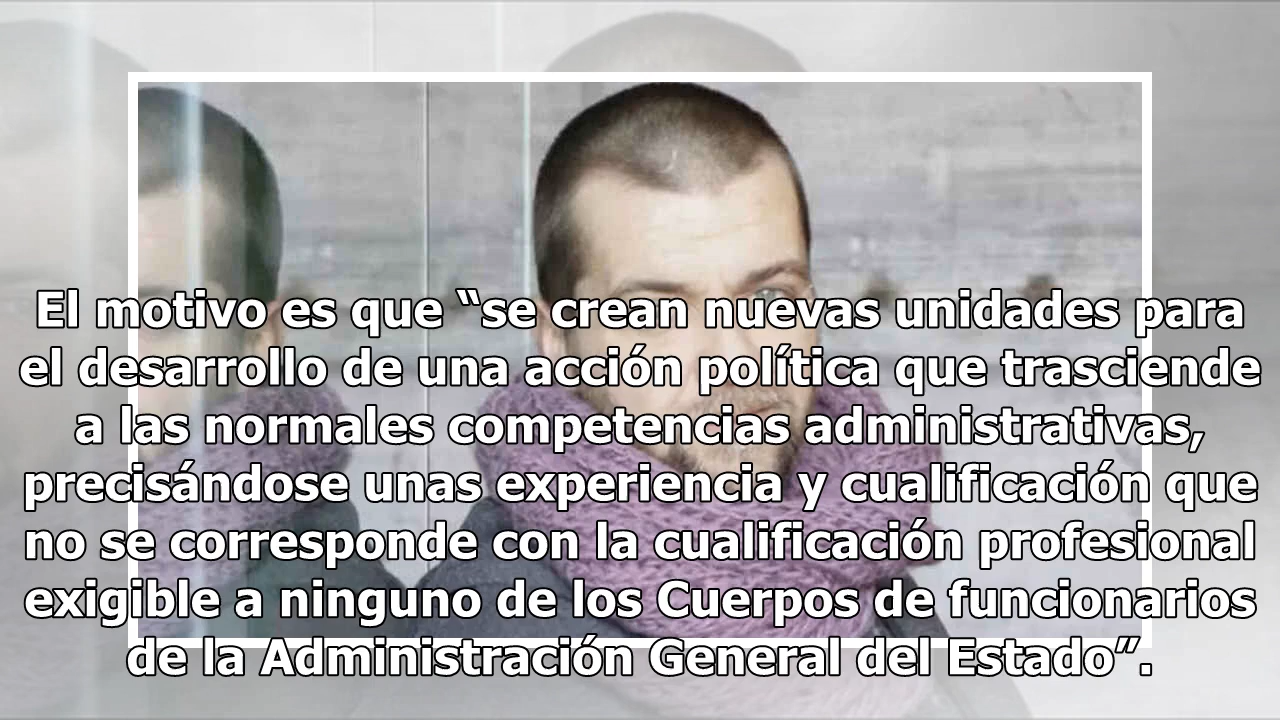 El motivo es que “se crean nuevas unidades para
el desarrollo de una acción política que trasciende
a las normales competencias administrativas,
precisándose unas experiencia y cualificación que
no se corresponde con la cualificación profesional
exigible a ninguno de los Cuerpos de funcionarios
de la Administración General del Estado”.